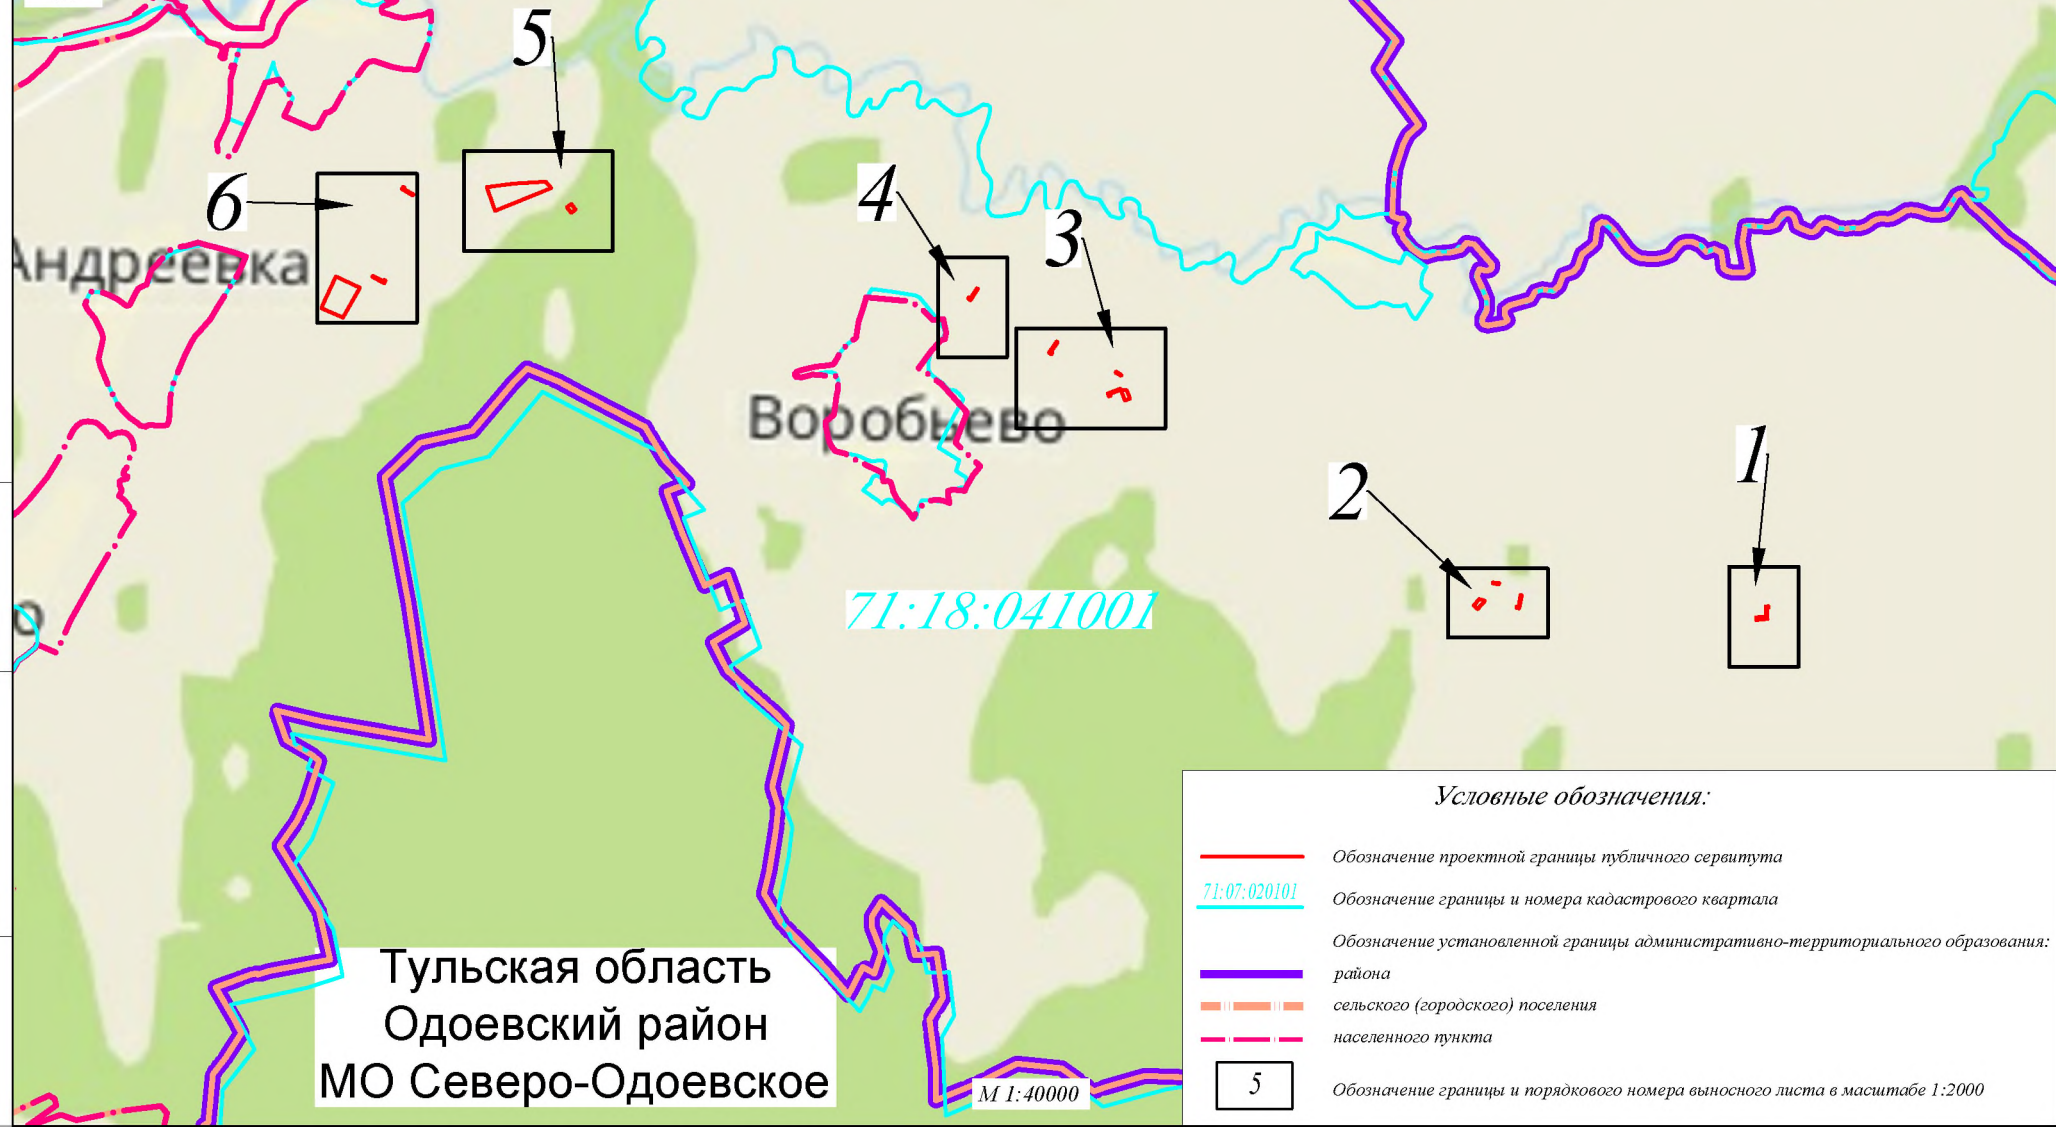 5
6
4
3
Андреевка
Воробьево
1
2
71:18:041001
о
Условные обозначения:
Обозначение проектной границы публичного сервитута
71:07:020101
Обозначение границы и номера кадастрового квартала
Обозначение установленной границы административно-территориального образования:
района
сельского (городского) поселения
населенного пункта
5
Обозначение границы и порядкового номера выносного листа в масштабе 1:2000
Тульская область
Одоевский район
МО Северо-Одоевское
М 1:40000